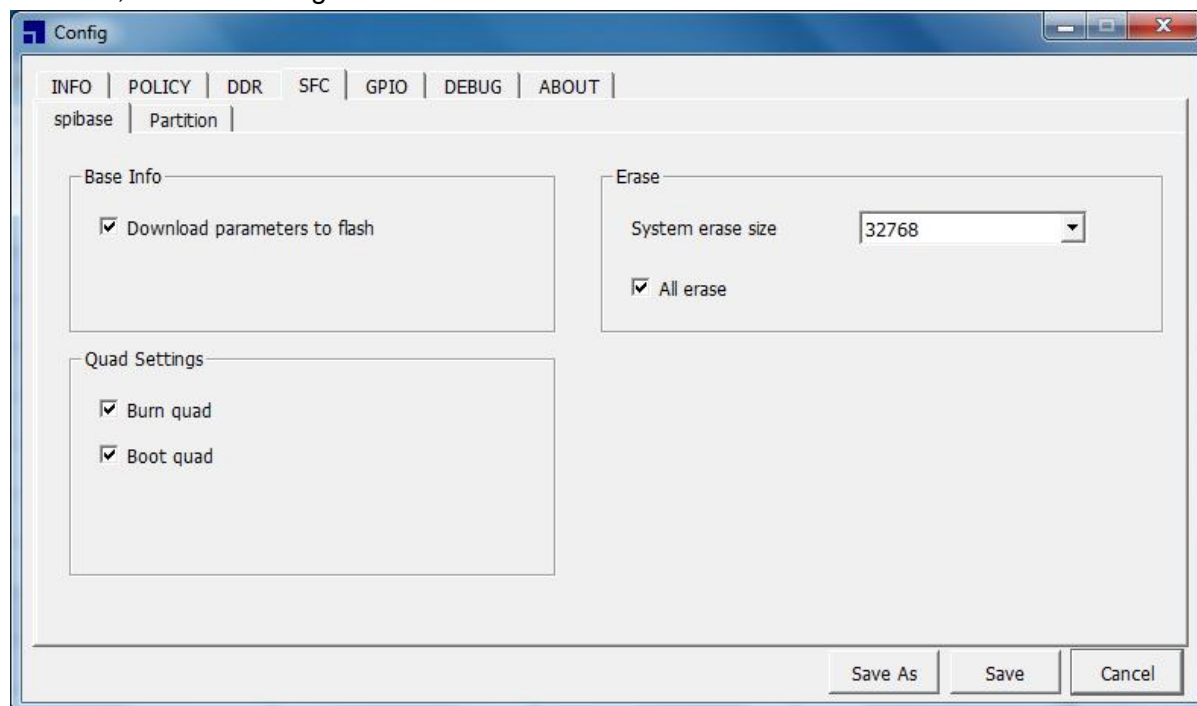 Config
INFO POLICY DDR SFC GPIO DEBUG ABOUT
spibase Partition
Base Info
Download parameters to flash
Erase
System erase size 32768
All erase
Quad Settings
Burn quad
Boot quad
Save As Save Cancel